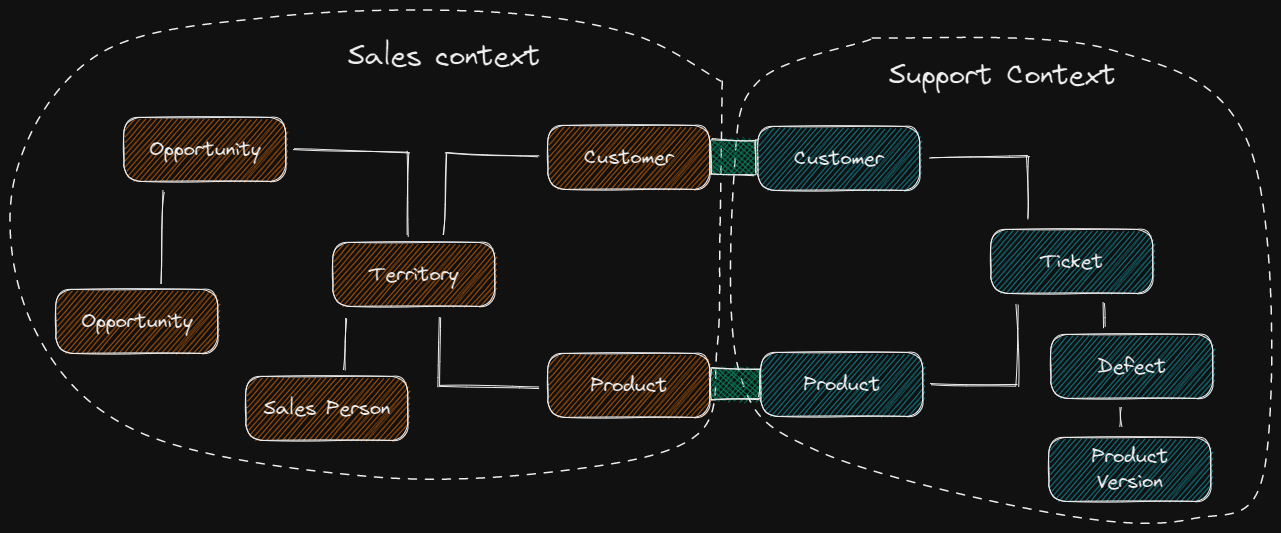 Sales context
Support Context
Opportunity
Customer
Customer
Territory
Ticket
Opportunity
Sales Person
Product
Product
Defect
Product
Version